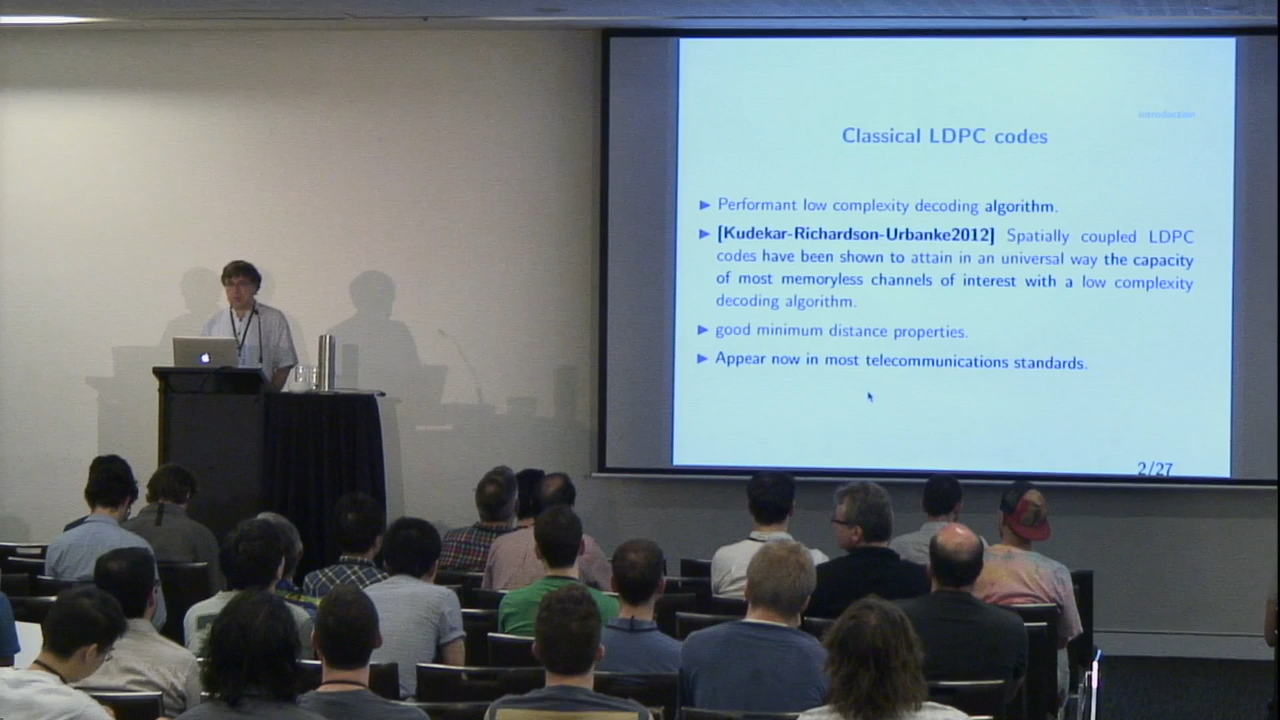 Introduction
Classical LDPC codes
▶ Performant low complexity decoding algorithm.
▶ [Kudekar-Richardson-Urbanke2012] Spatially coupled LDPC
codes have been shown to attain in an universal way the capacity
of most memoryless channels of interest with a low complexity
decoding algorithm.
▶ good minimum distance properties.
▶ Appear now in most telecommunications standards.
2/27